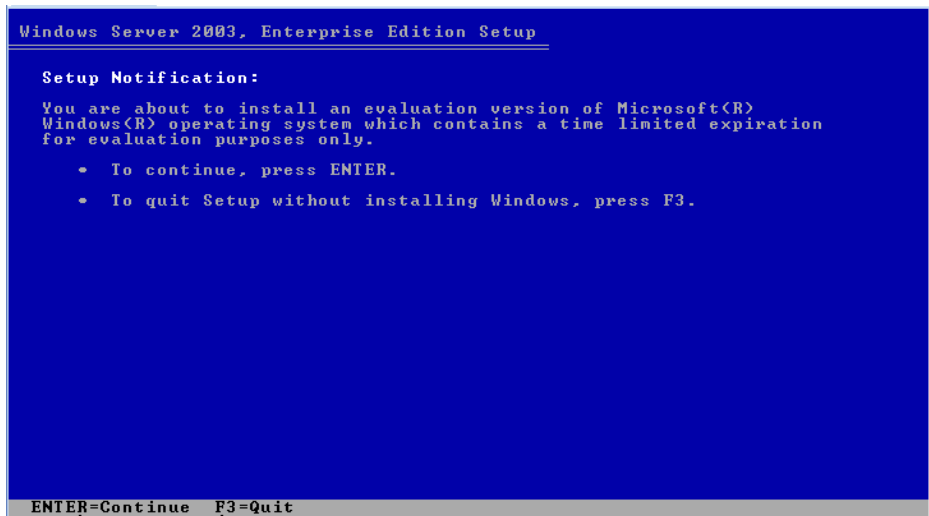 Windows Server 2003, Enterprise Edition Setup
Setup Notification:
You are about to install an evaluation version of Microsoft(R)
Windows(R) operating system which contains a time limited expiration
for evaluation purposes only.
• To continue, press ENTER.
• To quit Setup without installing Windows, press F3.
ENTER=Continue F3=Quit